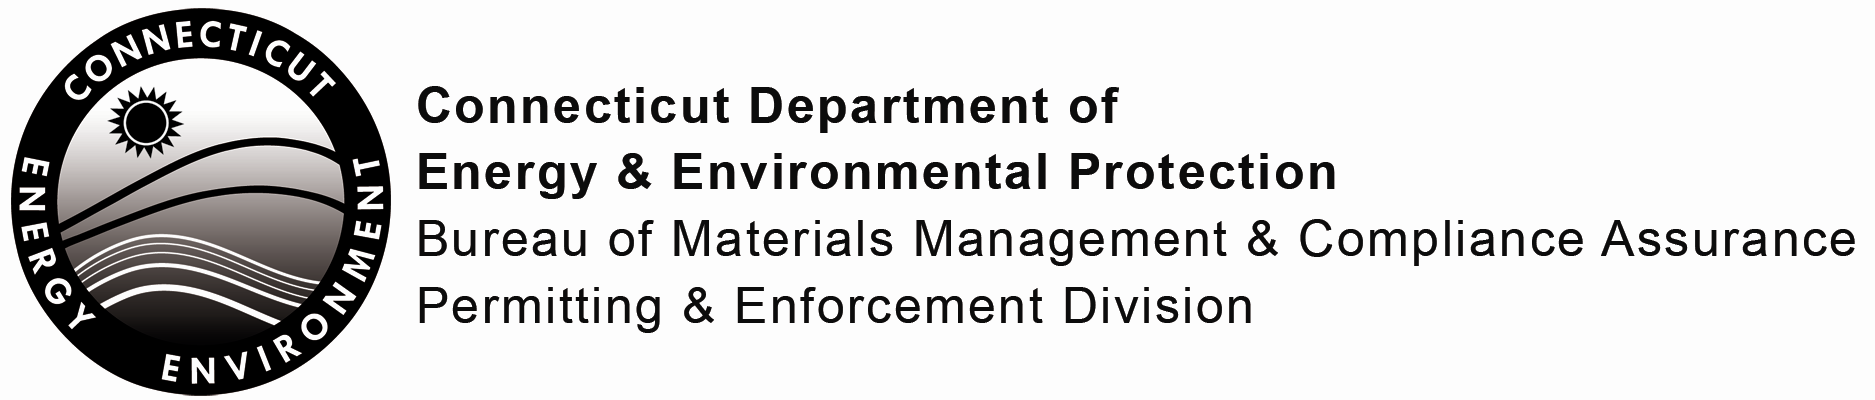 CONNECTICUT
ENERGY
ENVIRONMENT
Connecticut Department of
Energy & Environmental Protection
Bureau of Materials Management & Compliance Assurance
Permitting & Enforcement Division